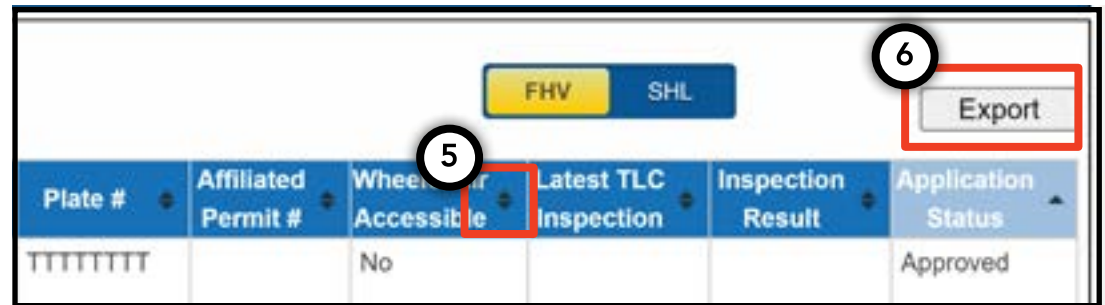 6
FHV SHL
Export
5
Plate # Affiliated Permit # Accessible Latest TLC Inspection Inspection Result Application Status
TTTTTTTT No Approved